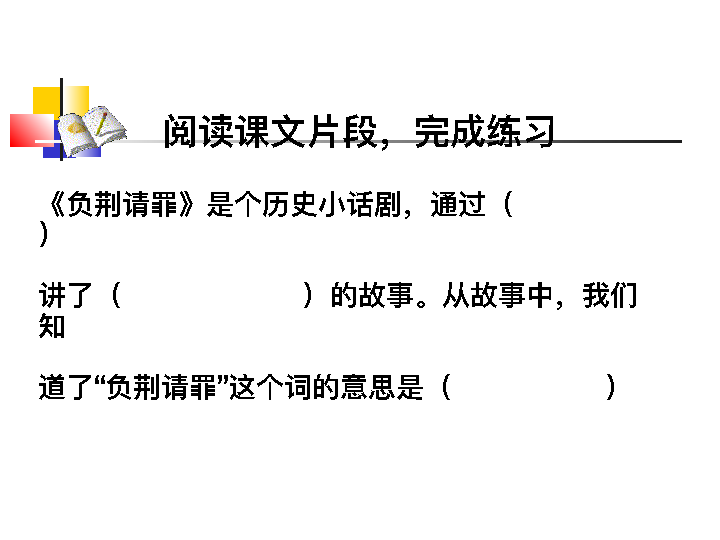 阅读课文片段，完成练习
《负荆请罪》是个历史小话剧，通过（
）
讲了（ ）的故事。从故事中，我们
知
道了“负荆请罪”这个词的意思是（ ）